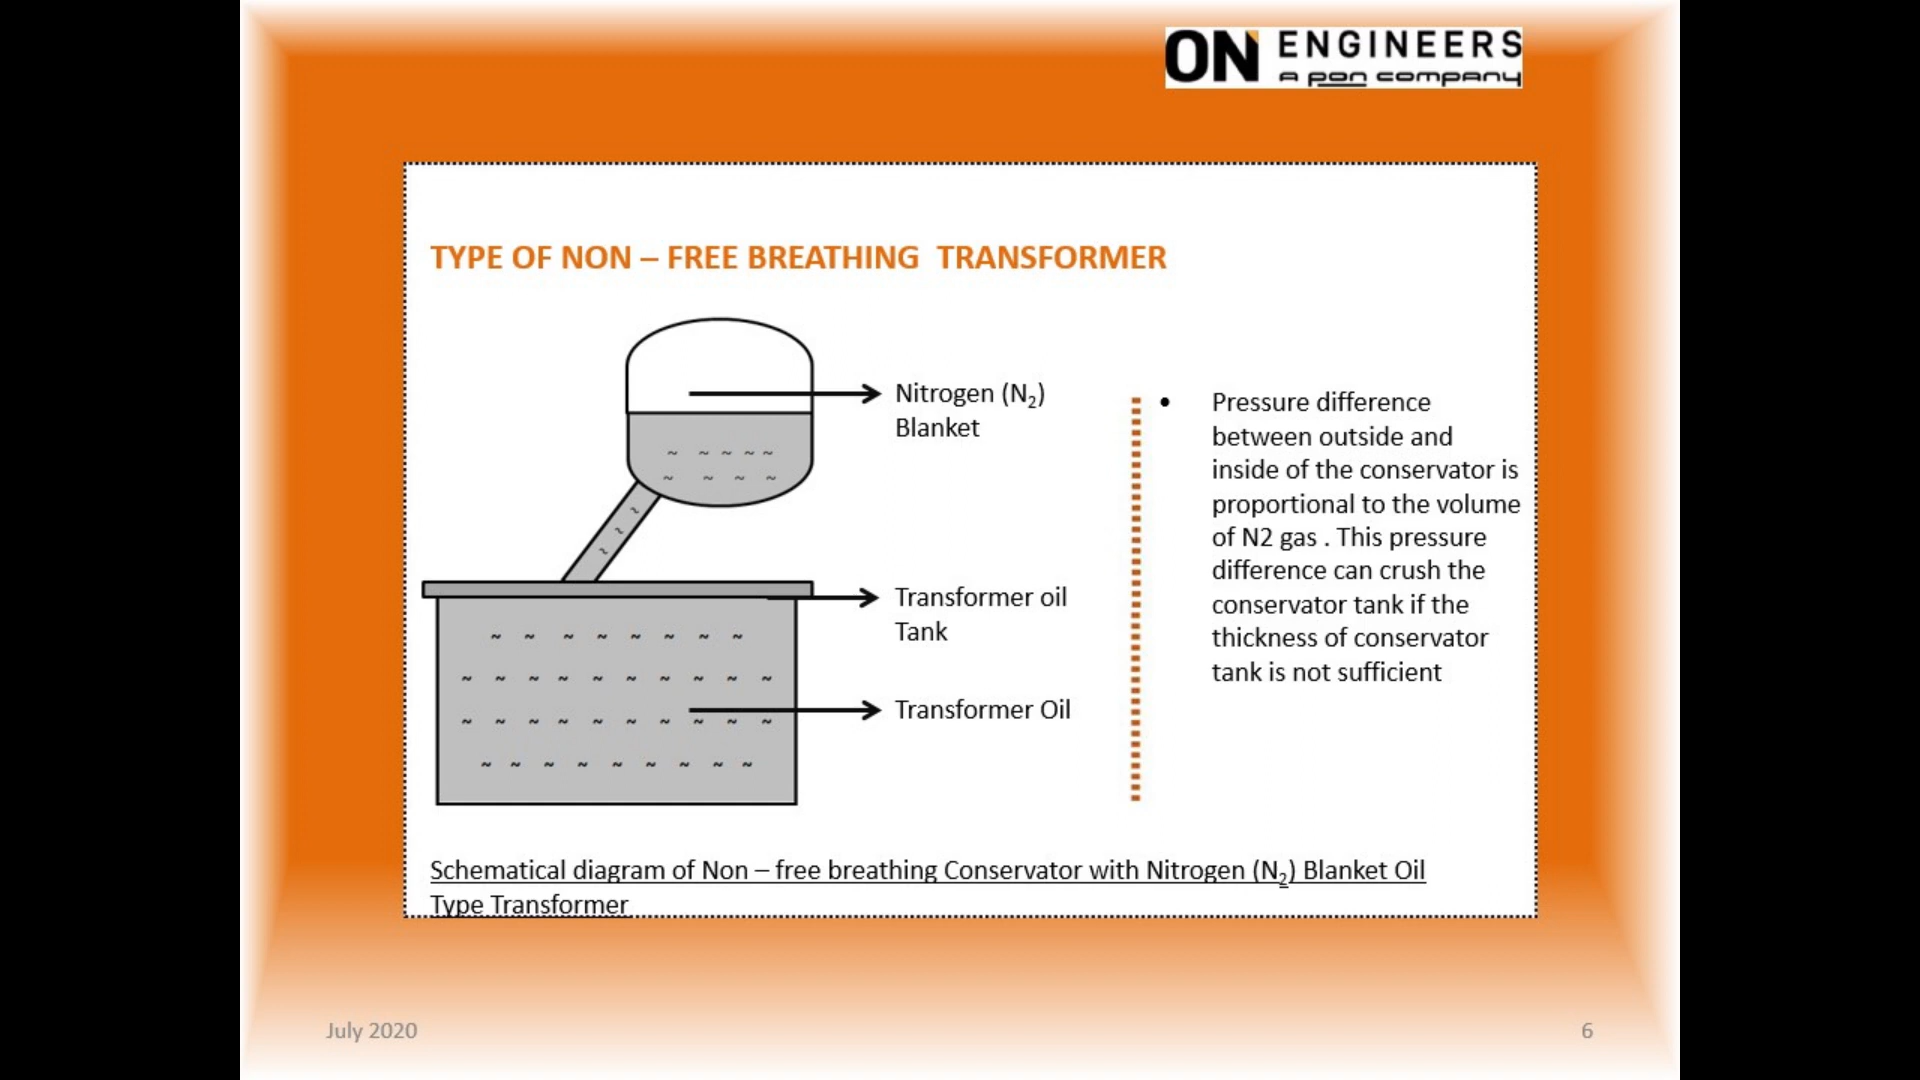 ON ENGINEERS
a pon company
TYPE OF NON – FREE BREATHING TRANSFORMER
Nitrogen (N₂)
Blanket
Transformer oil
Tank
Transformer Oil
• Pressure difference
between outside and
inside of the conservator is
proportional to the volume
of N2 gas . This pressure
difference can crush the
conservator tank if the
thickness of conservator
tank is not sufficient
Schematical diagram of Non – free breathing Conservator with Nitrogen (N₂) Blanket Oil
Type Transformer
July 2020
6